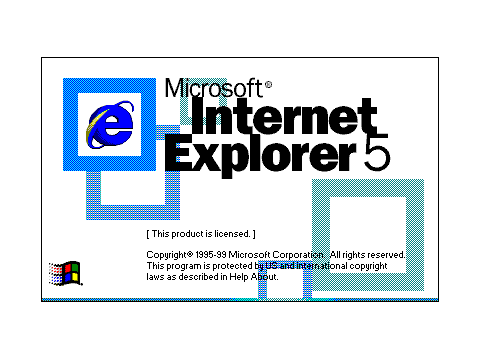 Microsoft®
Internet
Explorer 5
[ This product is licensed. ]
Copyright© 1995-99 Microsoft Corporation. All rights reserved.
This program is protected by US and International copyright
laws as described in Help About.